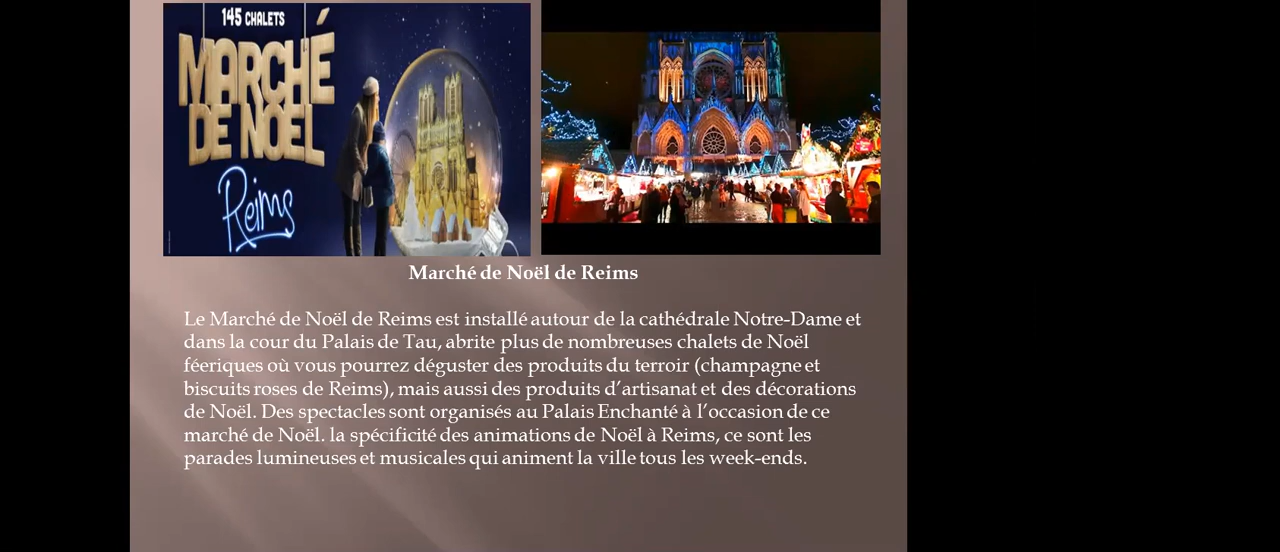 145 CHALETS
MARCHÉ
DE NOËL
Reims
Marché de Noël de Reims
Le Marché de Noël de Reims est installé autour de la cathédrale Notre-Dame et
dans la cour du Palais de Tau, abrite plus de nombreuses chalets de Noël
féeriques où vous pourrez déguster des produits du terroir (champagne et
biscuits roses de Reims), mais aussi des produits d’artisanat et des décorations
de Noël. Des spectacles sont organisés au Palais Enchanté à l’occasion de ce
marché de Noël. la spécificité des animations de Noël à Reims, ce sont les
parades lumineuses et musicales qui animent la ville tous les week-ends.